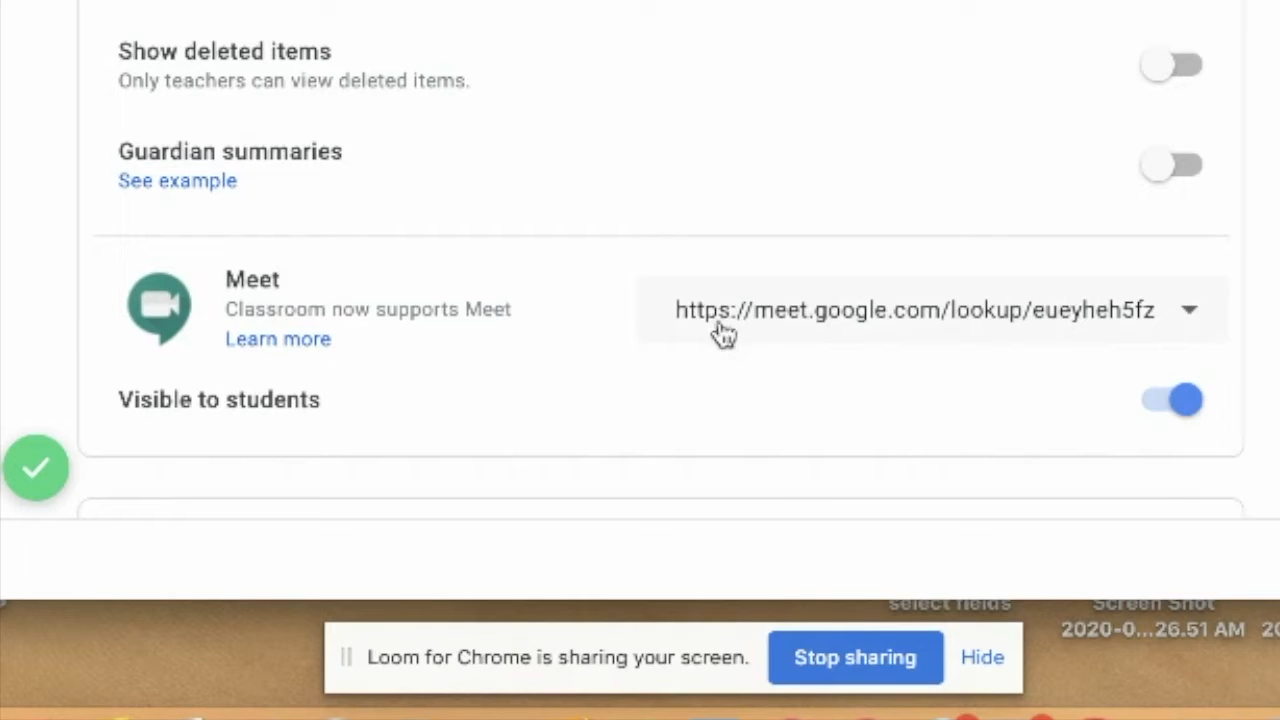 Show deleted items
Only teachers can view deleted items.
Guardian summaries
See example
Meet
Classroom now supports Meet
Learn more
https://meet.google.com/lookup/eueyheh5fz
Visible to students
select fields
Screen Shot
2020-0...26.51 AM
Loom for Chrome is sharing your screen.
Stop sharing
Hide